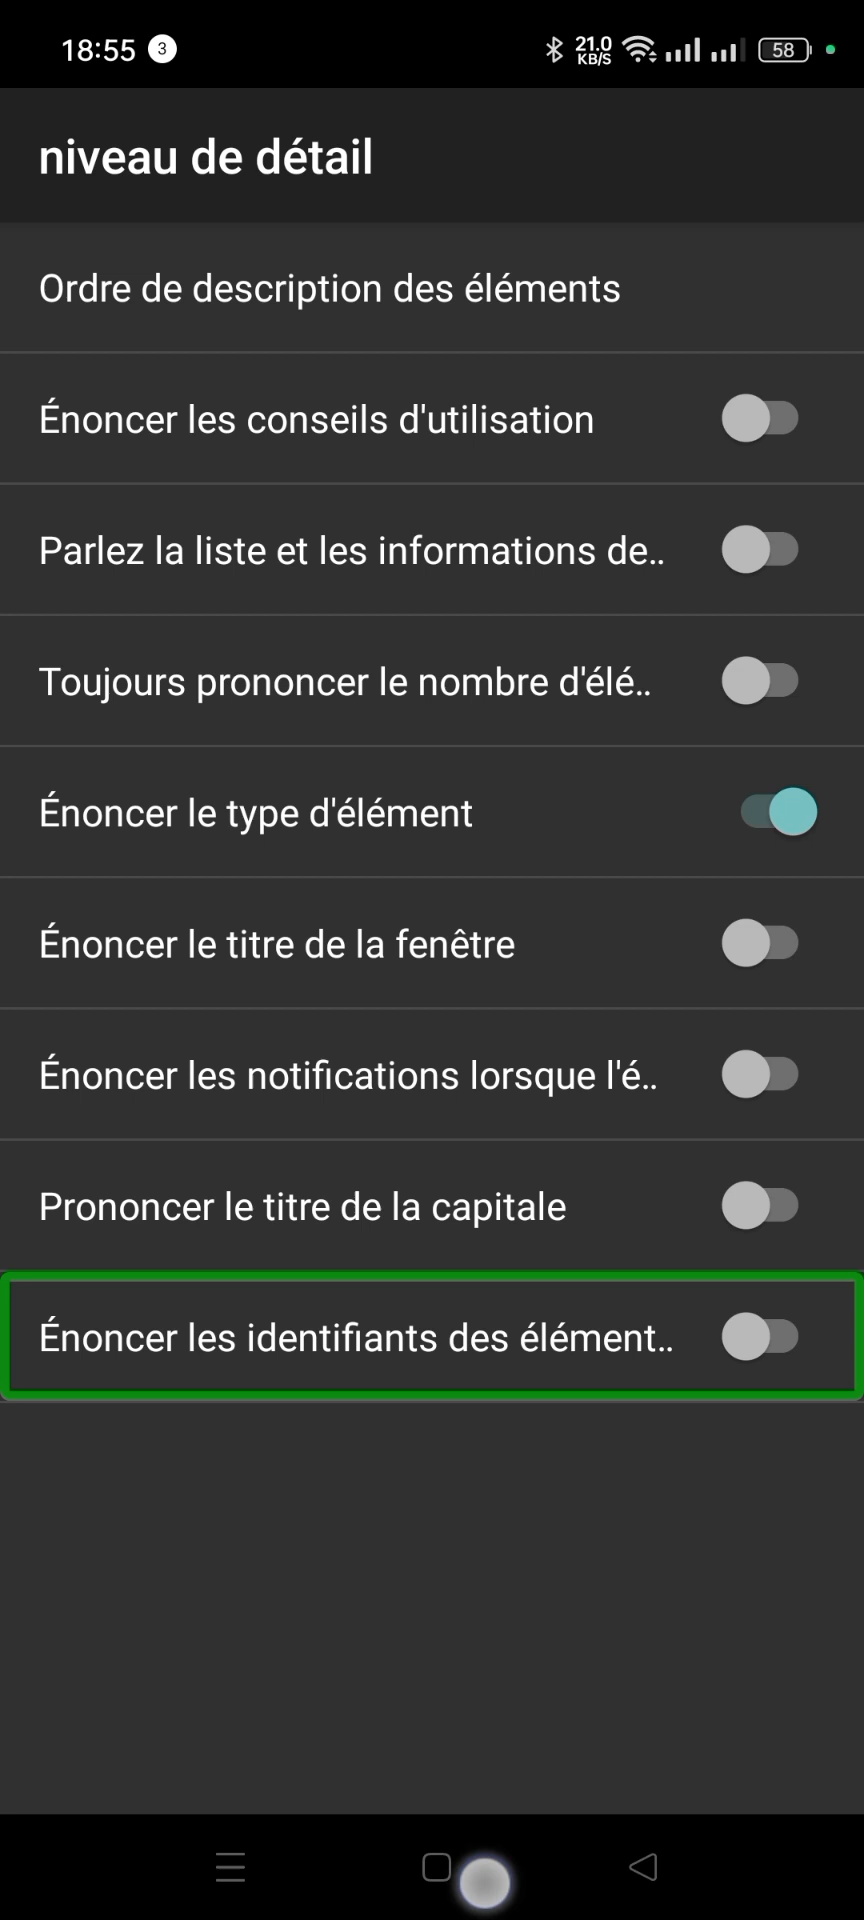 18:55 3 21.0 KB/S 58
niveau de détail
Ordre de description des éléments
Énoncer les conseils d'utilisation
Parlez la liste et les informations de..
Toujours prononcer le nombre d'élé..
Énoncer le type d'élément
Énoncer le titre de la fenêtre
Énoncer les notifications lorsque l'é..
Prononcer le titre de la capitale
Énoncer les identifiants des élément..